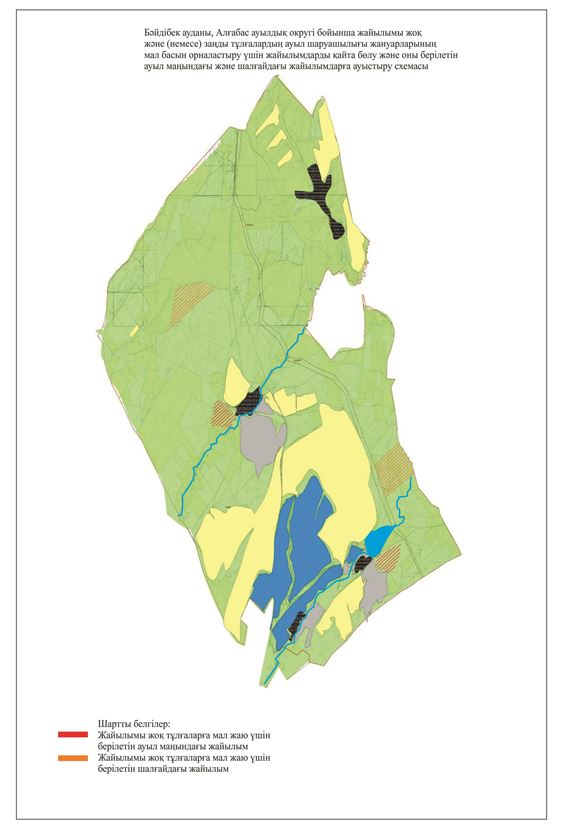 Бәйдібек ауданы, Алғабас ауылдық округі бойынша жайылымы жоқ
және (немесе) заңды тұлғалардың ауыл шаруашылығы жануарларының
мал басын орналастыру үшін жайылымдарды қайта бөлу және оны берілетін
ауыл маңындағы және шалғайдағы жайылымдарға ауыстыру схемасы
Шартты белгілер:
Жайылымы жоқ тұлғаларға мал жаю үшін
берілетін ауыл маңындағы жайылым
Жайылымы жоқ тұлғаларға мал жаю үшін
берілетін шалғайдағы жайылым